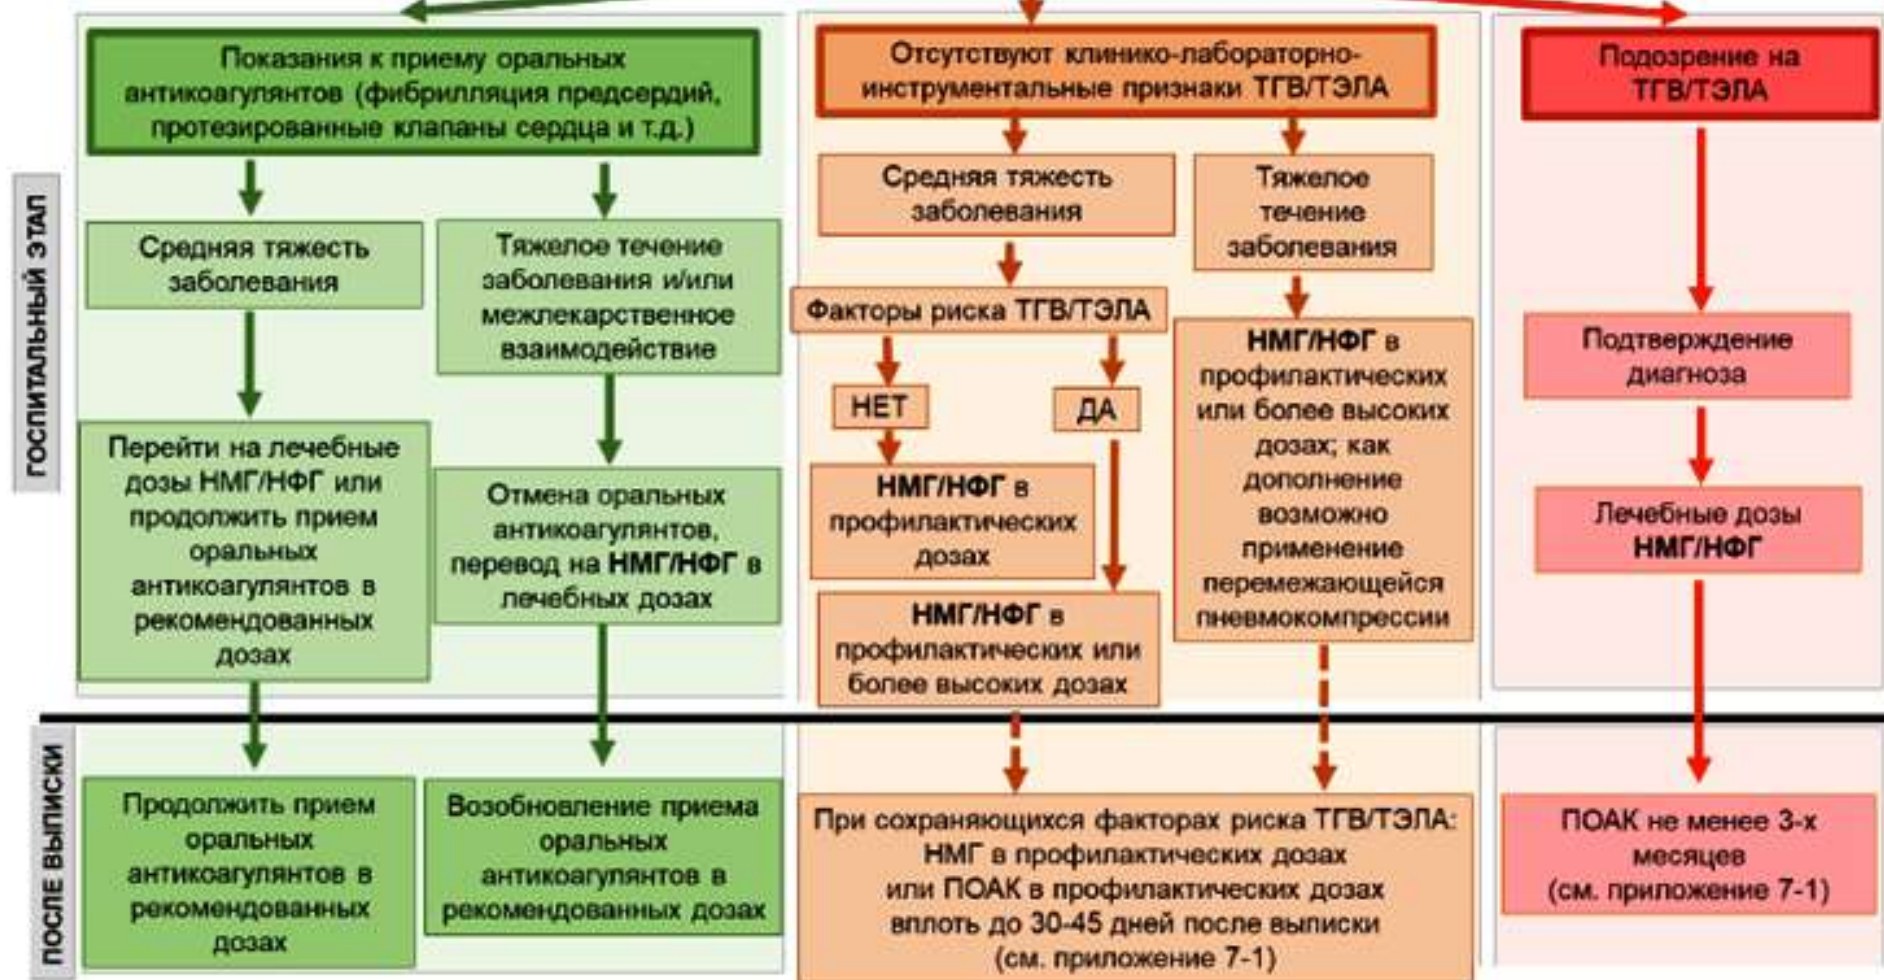 Показания к приему оральных
антикоагулянтов (фибрилляция предсердий,
протезированные клапаны сердца и т.д.)
Отсутствуют клинико-лабораторно-
инструментальные признаки ТГВ/ТЭЛА
Подозрение на
ТГВ/ТЭЛА
ГОСПИТАЛЬНЫЙ ЭТАП
Средняя тяжесть
заболевания
Тяжелое течение
заболевания и/или
межлекарственное
взаимодействие
Средняя тяжесть
заболевания
Тяжелое
течение
заболевания
Факторы риска ТГВ/ТЭЛА
НЕТ
ДА
Перейти на лечебные
дозы НМГ/НФГ или
продолжить прием
оральных
антикоагулянтов в
рекомендованных
дозах
Отмена оральных
антикоагулянтов,
перевод на НМГ/НФГ в
лечебных дозах
НМГ/НФГ в
профилактических
дозах
НМГ/НФГ в
профилактических или
более высоких дозах
НМГ/НФГ в
профилактических
или более высоких
дозах; как
дополнение
возможно
применение
перемежающейся
пневмокомпрессии
Подтверждение
диагноза
Лечебные дозы
НМГ/НФГ
ПОСЛЕ ВЫПИСКИ
Продолжить прием
оральных
антикоагулянтов в
рекомендованных
дозах
Возобновление приема
оральных
антикоагулянтов в
рекомендованных дозах
При сохраняющихся факторах риска ТГВ/ТЭЛА:
НМГ в профилактических дозах
или ПОАК в профилактических дозах
вплоть до 30-45 дней после выписки
(см. приложение 7-1)
ПОАК не менее 3-х
месяцев
(см. приложение 7-1)